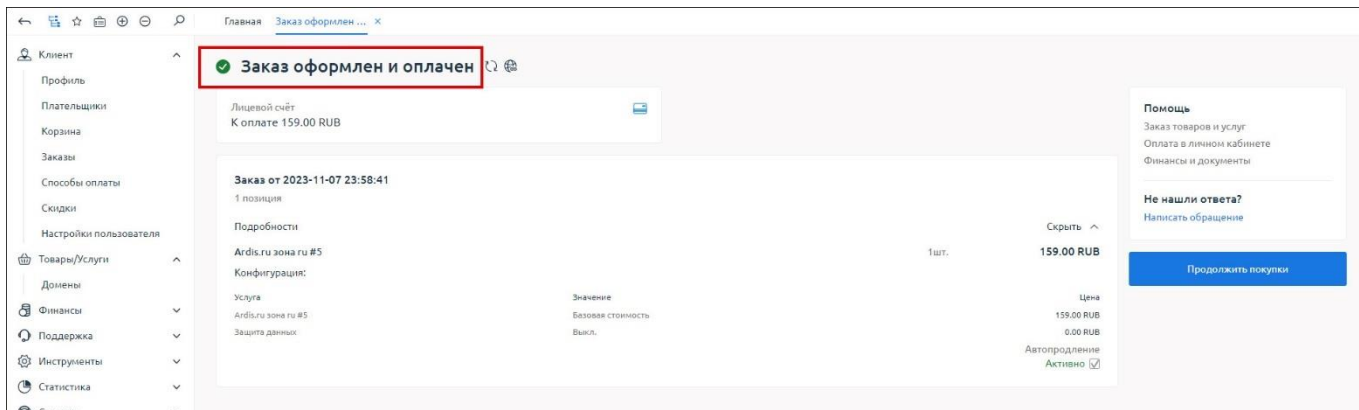 Главная Заказ оформлен ... ×
Клиент
Профиль
Плательщики
Корзина
Заказы
Способы оплаты
Скидки
Настройки пользователя
Товары/Услуги
Домены
Финансы
Поддержка
Инструменты
Статистика
Заказ оформлен и оплачен
Лицевой счёт
К оплате 159.00 RUB
Заказ от 2023-11-07 23:58:41
1 позиция
Подробности Скрыть
Ardis.ru зона ru #5 1шт. 159.00 RUB
Конфигурация:
Услуга Значение Цена
Ardis.ru зона ru #5 Базовая стоимость 159.00 RUB
Защита данных Выкл. 0.00 RUB
Автопродление
Активно
Помощь
Заказ товаров и услуг
Оплата в личном кабинете
Финансы и документы
Не нашли ответа?
Написать обращение
Продолжить покупки